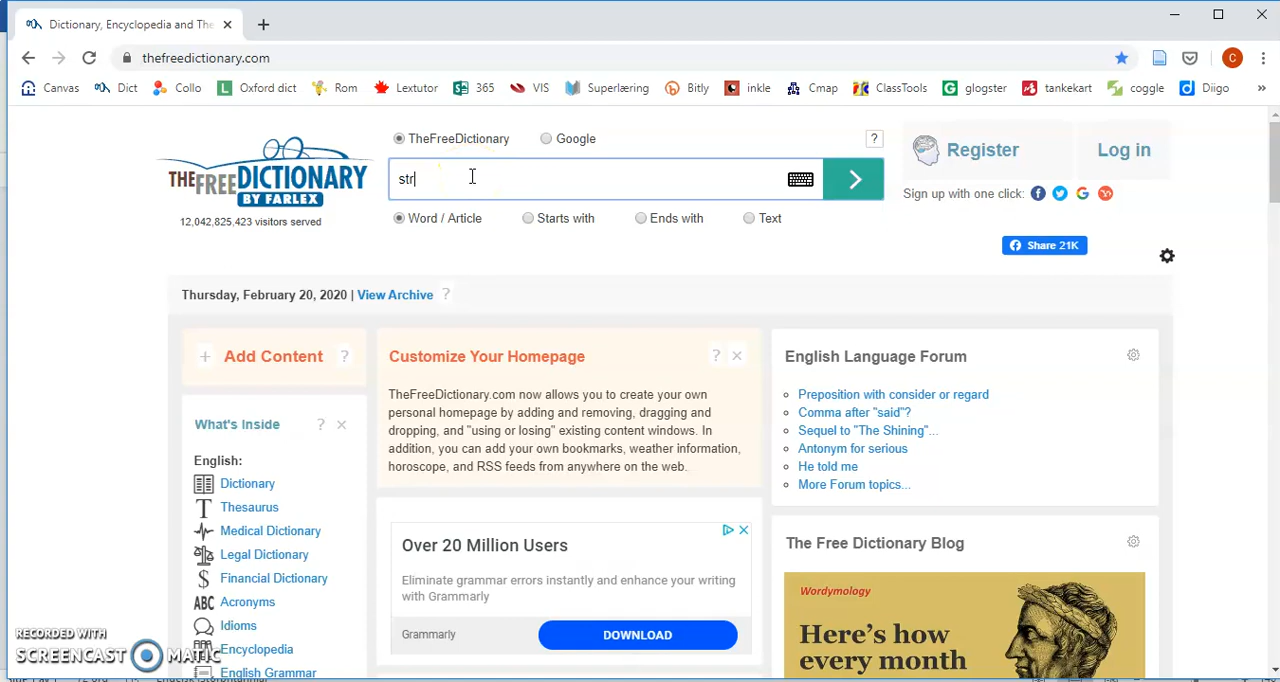 Dictionary, Encyclopedia and The
thefreedictionary.com
C
Canvas Dict Collo Oxford dict Rom Lextutor 365 VIS Superlæring Bitly inkle Cmap ClassTools glogster tankekart coggle Diigo »
TheFreeDictionary Google ?
THE FREE DICTIONARY
BY FARLEX
12,042,825,423 visitors served
str
Word / Article Starts with Ends with Text
Register Log in
Sign up with one click:
Share 21K
Thursday, February 20, 2020 | View Archive ?
+ Add Content ?
What's Inside ?
English:
Dictionary
Thesaurus
Medical Dictionary
Legal Dictionary
Financial Dictionary
ABC Acronyms
Idioms
Encyclopedia
English Grammar
Customize Your Homepage ?
TheFreeDictionary.com now allows you to create your own
personal homepage by adding and removing, dragging and
dropping, and "using or losing" existing content windows. In
addition, you can add your own bookmarks, weather information,
horoscope, and RSS feeds from anywhere on the web.
Over 20 Million Users
Eliminate grammar errors instantly and enhance your writing
with Grammarly
Grammarly DOWNLOAD
English Language Forum
Preposition with consider or regard
Comma after "said"?
Sequel to "The Shining"...
Antonym for serious
He told me
More Forum topics...
The Free Dictionary Blog
Wordymology
Here's how
every month
RECORDED WITH
SCREENCAST MATIC